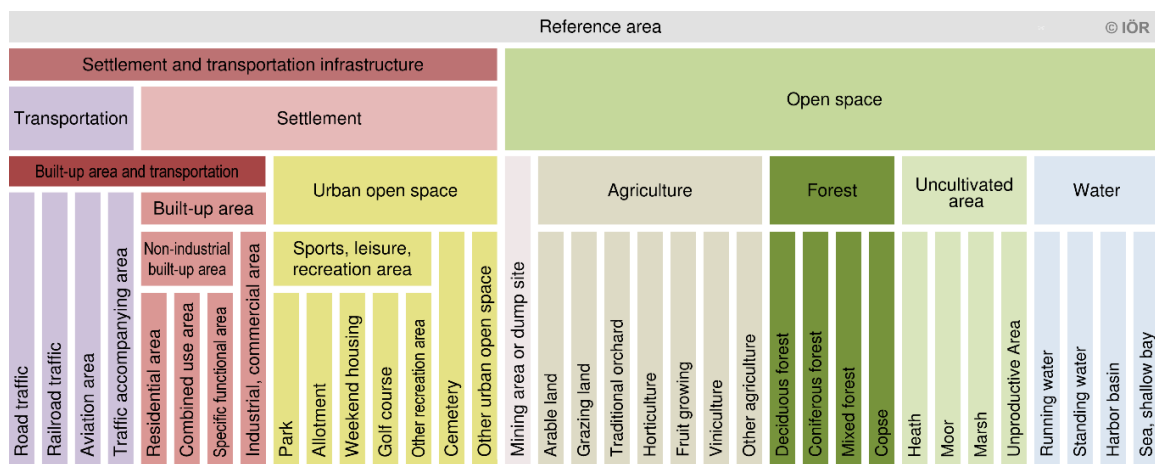 Reference area
© IÖR
Settlement and transportation infrastructure
Open space
Transportation
Settlement
Built-up area and transportation
Urban open space
Agriculture
Forest
Uncultivated
area
Water
Built-up area
Non-industrial
built-up area
Sports, leisure,
recreation area
Road traffic
Railroad traffic
Aviation area
Traffic accompanying area
Residential area
Combined use area
Specific functional area
Industrial, commercial area
Park
Allotment
Weekend housing
Golf course
Other recreation area
Cemetery
Other urban open space
Mining area or dump site
Arable land
Grazing land
Traditional orchard
Horticulture
Fruit growing
Viniculture
Other agriculture
Deciduous forest
Coniferous forest
Mixed forest
Copse
Heath
Moor
Marsh
Unproductive Area
Running water
Standing water
Harbor basin
Sea, shallow bay